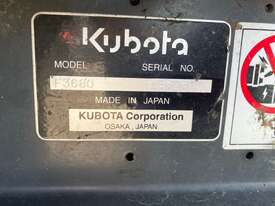 Kubota
MODEL SERIAL NO.
F3680
MADE IN JAPAN
KUBOTA Corporation
OSAKA, JAPAN